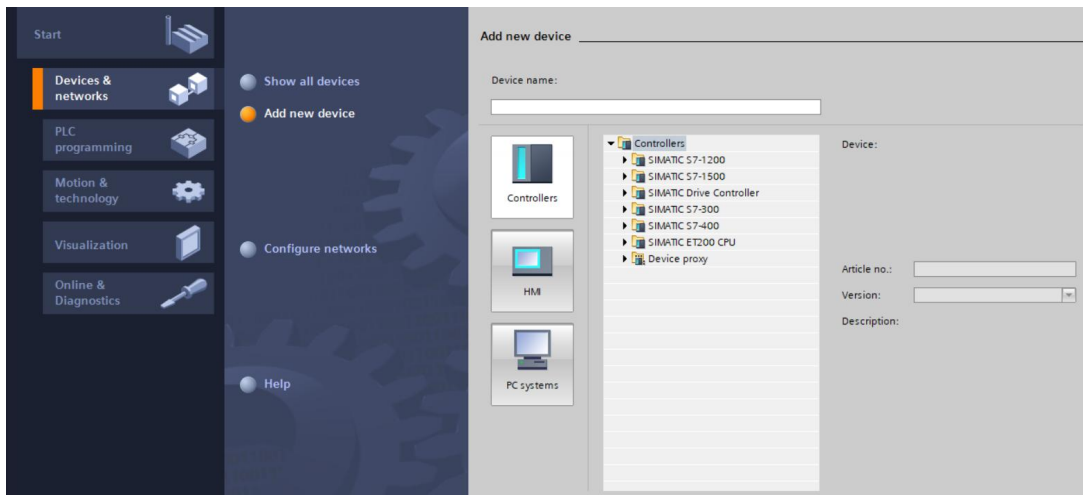 Start
Devices &
networks
PLC
programming
Motion &
technology
Visualization
Online &
Diagnostics
Show all devices
Add new device
Configure networks
Help
Add new device
Device name:
Controllers
HMI
PC systems
Controllers
SIMATIC S7-1200
SIMATIC S7-1500
SIMATIC Drive Controller
SIMATIC S7-300
SIMATIC S7-400
SIMATIC ET200 CPU
Device proxy
Device:
Article no.:
Version:
Description: